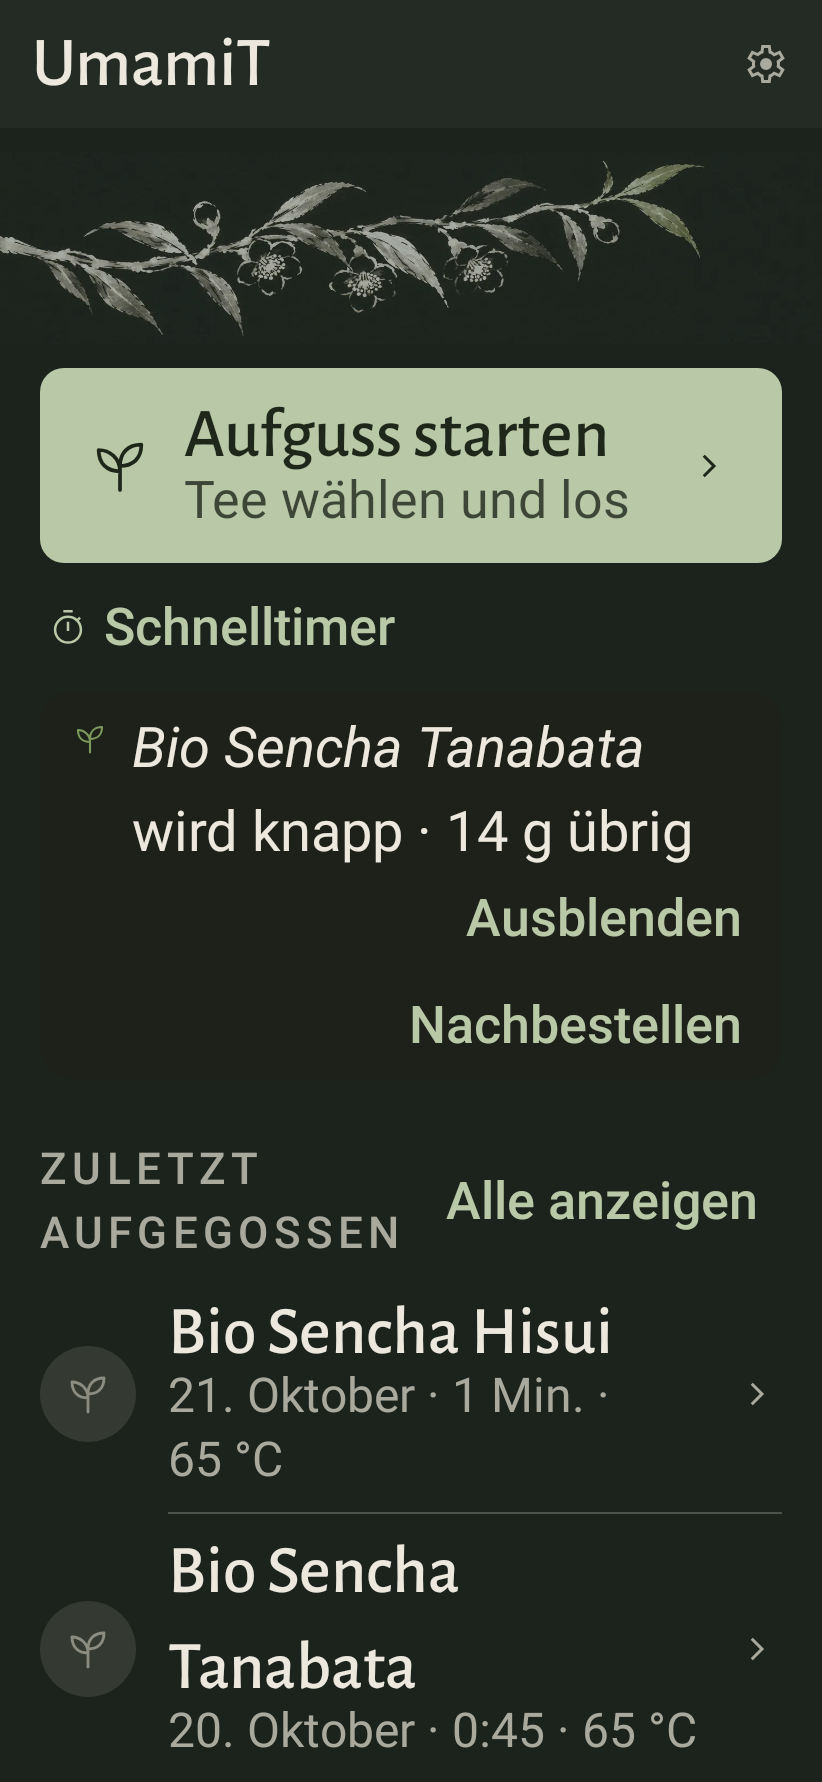 UmamiT
Aufguss starten
Tee wählen und los
Schnelltimer
Bio Sencha Tanabata
wird knapp · 14 g übrig
Ausblenden
Nachbestellen
ZULETZT
AUFGEGOSSEN
Alle anzeigen
Bio Sencha Hisui
21. Oktober · 1 Min. ·
65 °C
Bio Sencha
Tanabata
20. Oktober · 0:45 · 65 °C